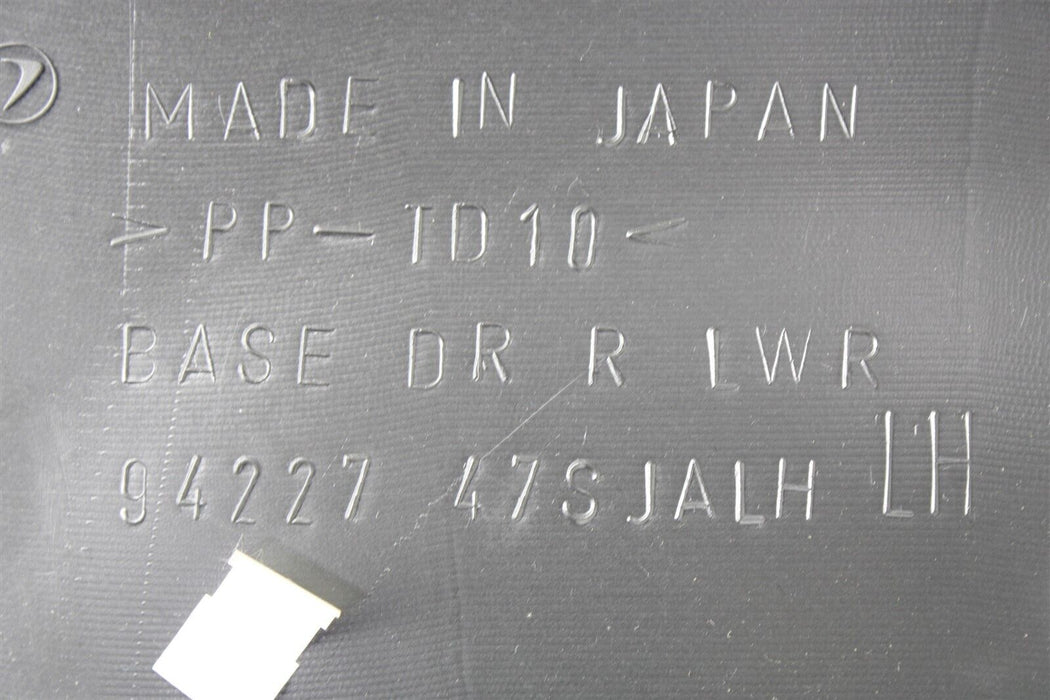 MADE IN JAPAN
>PP-TD10<
BASE DR R LWR
94227 47SJALH LH